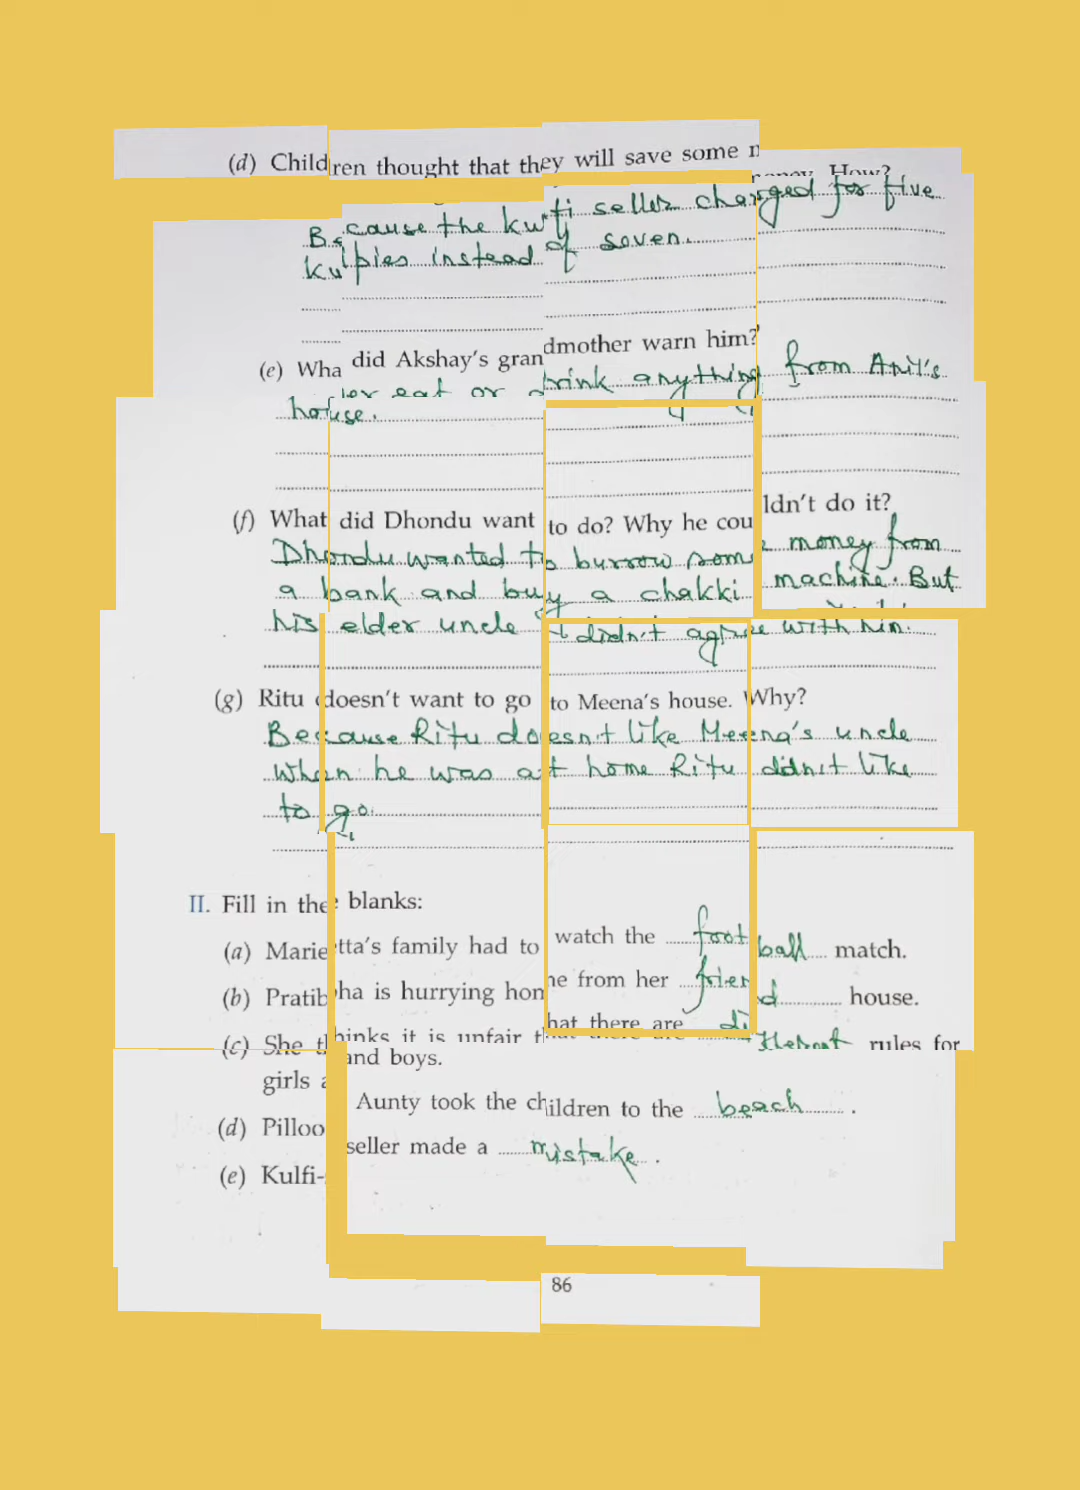 (d) Children thought that they will save some money. How?
Because the kulfi seller charged for five
kulpies instead of seven.
(e) Wha did Akshay's grandmother warn him?
eat or drink anything from Anil's
house.
(f) What did Dhondu want to do? Why he couldn't do it?
Dhondu wanted to burrow some money from
a bank and buy a chakki machine. But
his elder uncle didn't agree with him.
(g) Ritu doesn't want to go to Meena's house. Why?
Because Ritu doesn't like Meena's uncle
when he was at home Ritu didn't like
to go.
II. Fill in the blanks:
(a) Marietta's family had to watch the football match.
(b) Pratibha is hurrying home from her friend house.
(c) She thinks it is unfair that there are different rules for
girls and boys.
(d) Pilloo Aunty took the children to the beach.
(e) Kulfi-seller made a mistake.
86